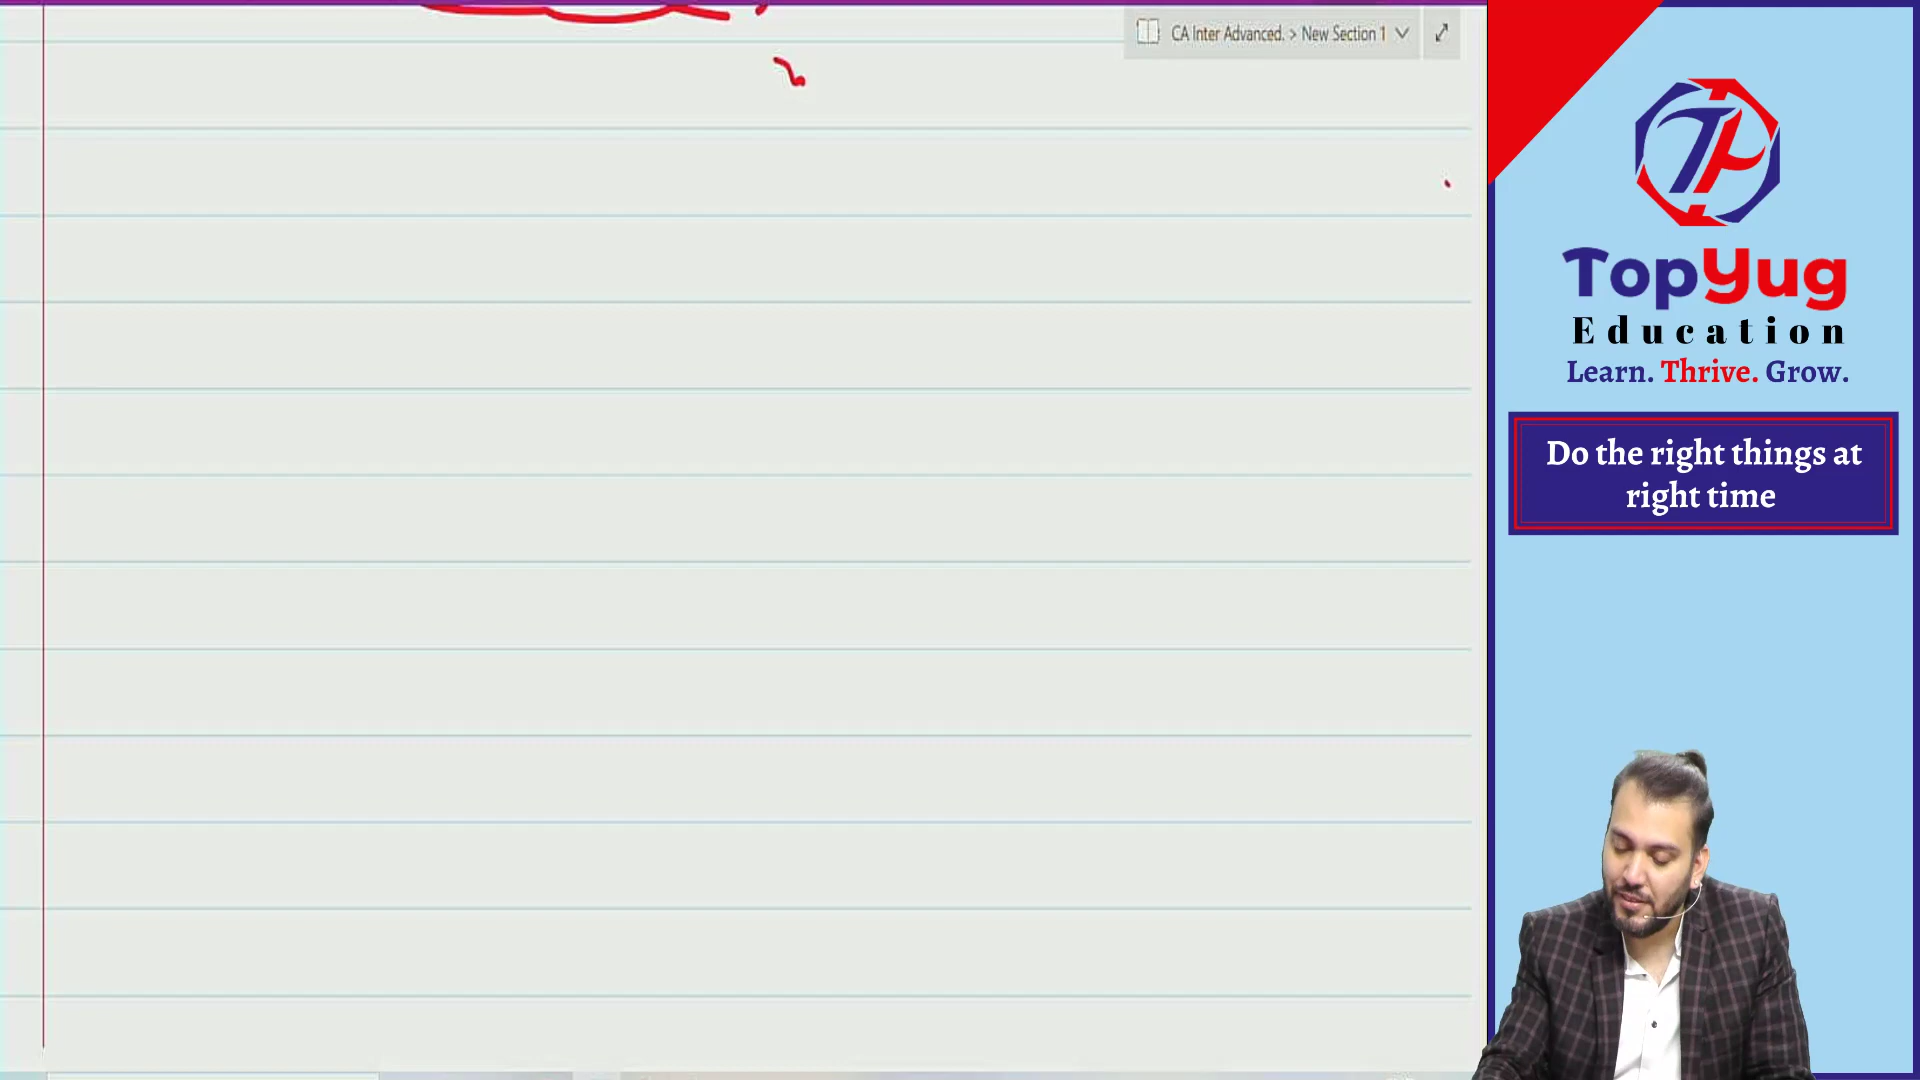 CA Inter Advanced. > New Section 1
TopYug
Education
Learn. Thrive. Grow.
Do the right things at
right time